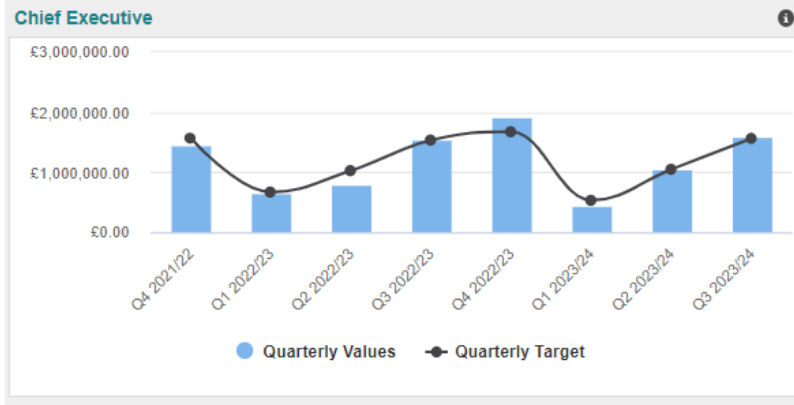 Chief Executive
£3,000,000.00
£2,000,000.00
£1,000,000.00
£0.00
Q4 2021/22
Q1 2022/23
Q2 2022/23
Q3 2022/23
Q4 2022/23
Q1 2023/24
Q2 2023/24
Q3 2023/24
Quarterly Values Quarterly Target